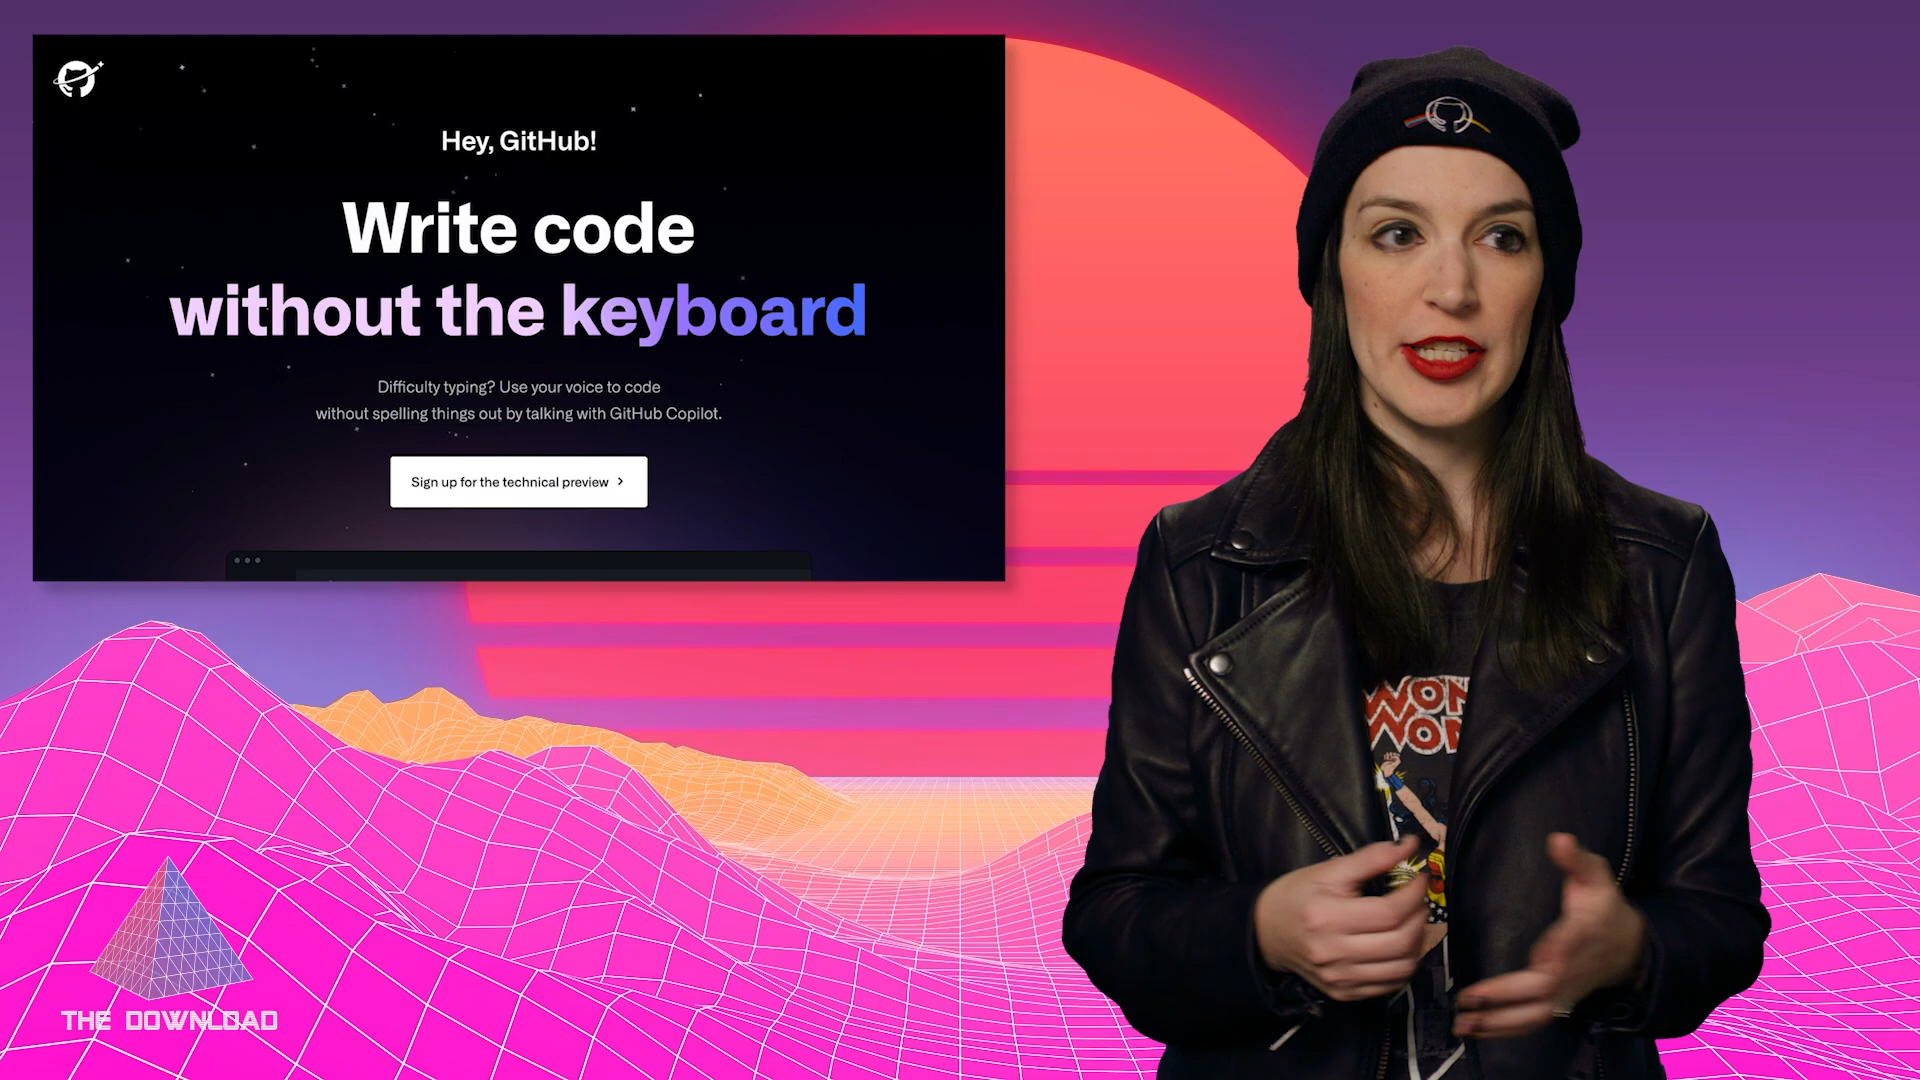 Hey, GitHub!
Write code
without the keyboard
Difficulty typing? Use your voice to code
without spelling things out by talking with GitHub Copilot.
Sign up for the technical preview
THE DOWNLOAD